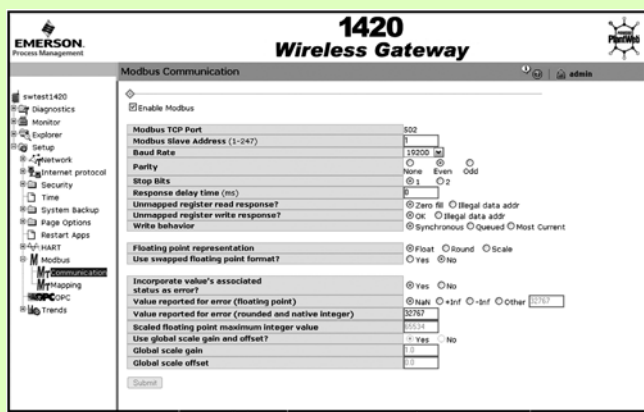 EMERSON.
Process Management
1420
Wireless Gateway
PlantWeb
Modbus Communication
admin
swtest1420
Diagnostics
Monitor
Explorer
Setup
Network
Internet protocol
Security
Time
System Backup
Page Options
Restart Apps
HART
Modbus
Communication
Mapping
OPC
Trends
Enable Modbus
Modbus TCP Port 502
Modbus Slave Address (1-247)
Baud Rate 19200
Parity None Even Odd
Stop Bits 1 2
Response delay time (ms) 0
Unmapped register read response? Zero fill Illegal data addr
Unmapped register write response? OK Illegal data addr
Write behavior Synchronous Queued Most Current
Floating point representation Float Round Scale
Use swapped floating point format? Yes No
Incorporate value's associated
status as error? Yes No
Value reported for error (floating point) NaN +Inf -Inf Other 32767
Value reported for error (rounded and native integer) 32767
Scaled floating point maximum integer value 65534
Use global scale gain and offset? Yes No
Global scale gain 1.0
Global scale offset 0.0
Submit